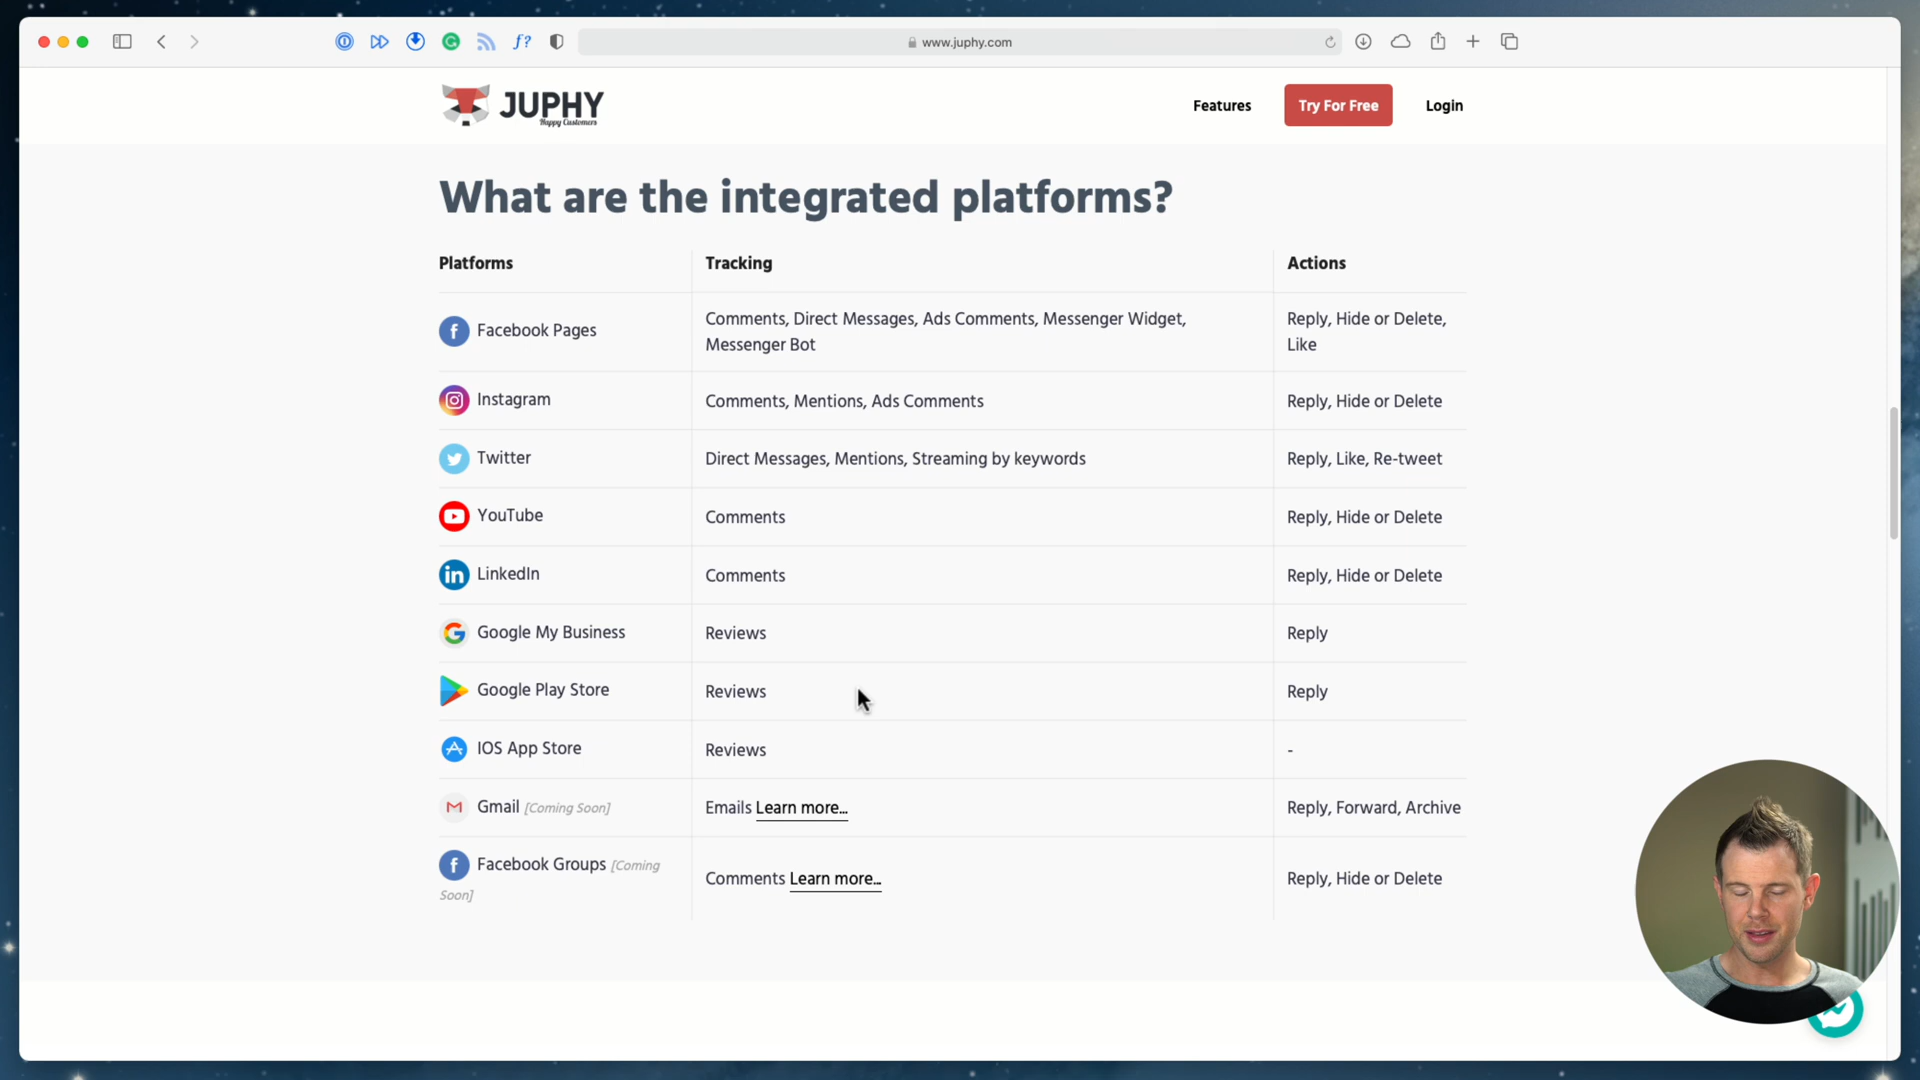 www.juphy.com
JUPHY
Happy Customers
Features
Try For Free
Login
What are the integrated platforms?
Platforms
Tracking
Actions
Facebook Pages
Comments, Direct Messages, Ads Comments, Messenger Widget,
Messenger Bot
Reply, Hide or Delete,
Like
Instagram
Comments, Mentions, Ads Comments
Reply, Hide or Delete
Twitter
Direct Messages, Mentions, Streaming by keywords
Reply, Like, Re-tweet
YouTube
Comments
Reply, Hide or Delete
LinkedIn
Comments
Reply, Hide or Delete
Google My Business
Reviews
Reply
Google Play Store
Reviews
Reply
IOS App Store
Reviews
-
Gmail [Coming Soon]
Emails Learn more...
Reply, Forward, Archive
Facebook Groups [Coming
Soon]
Comments Learn more...
Reply, Hide or Delete